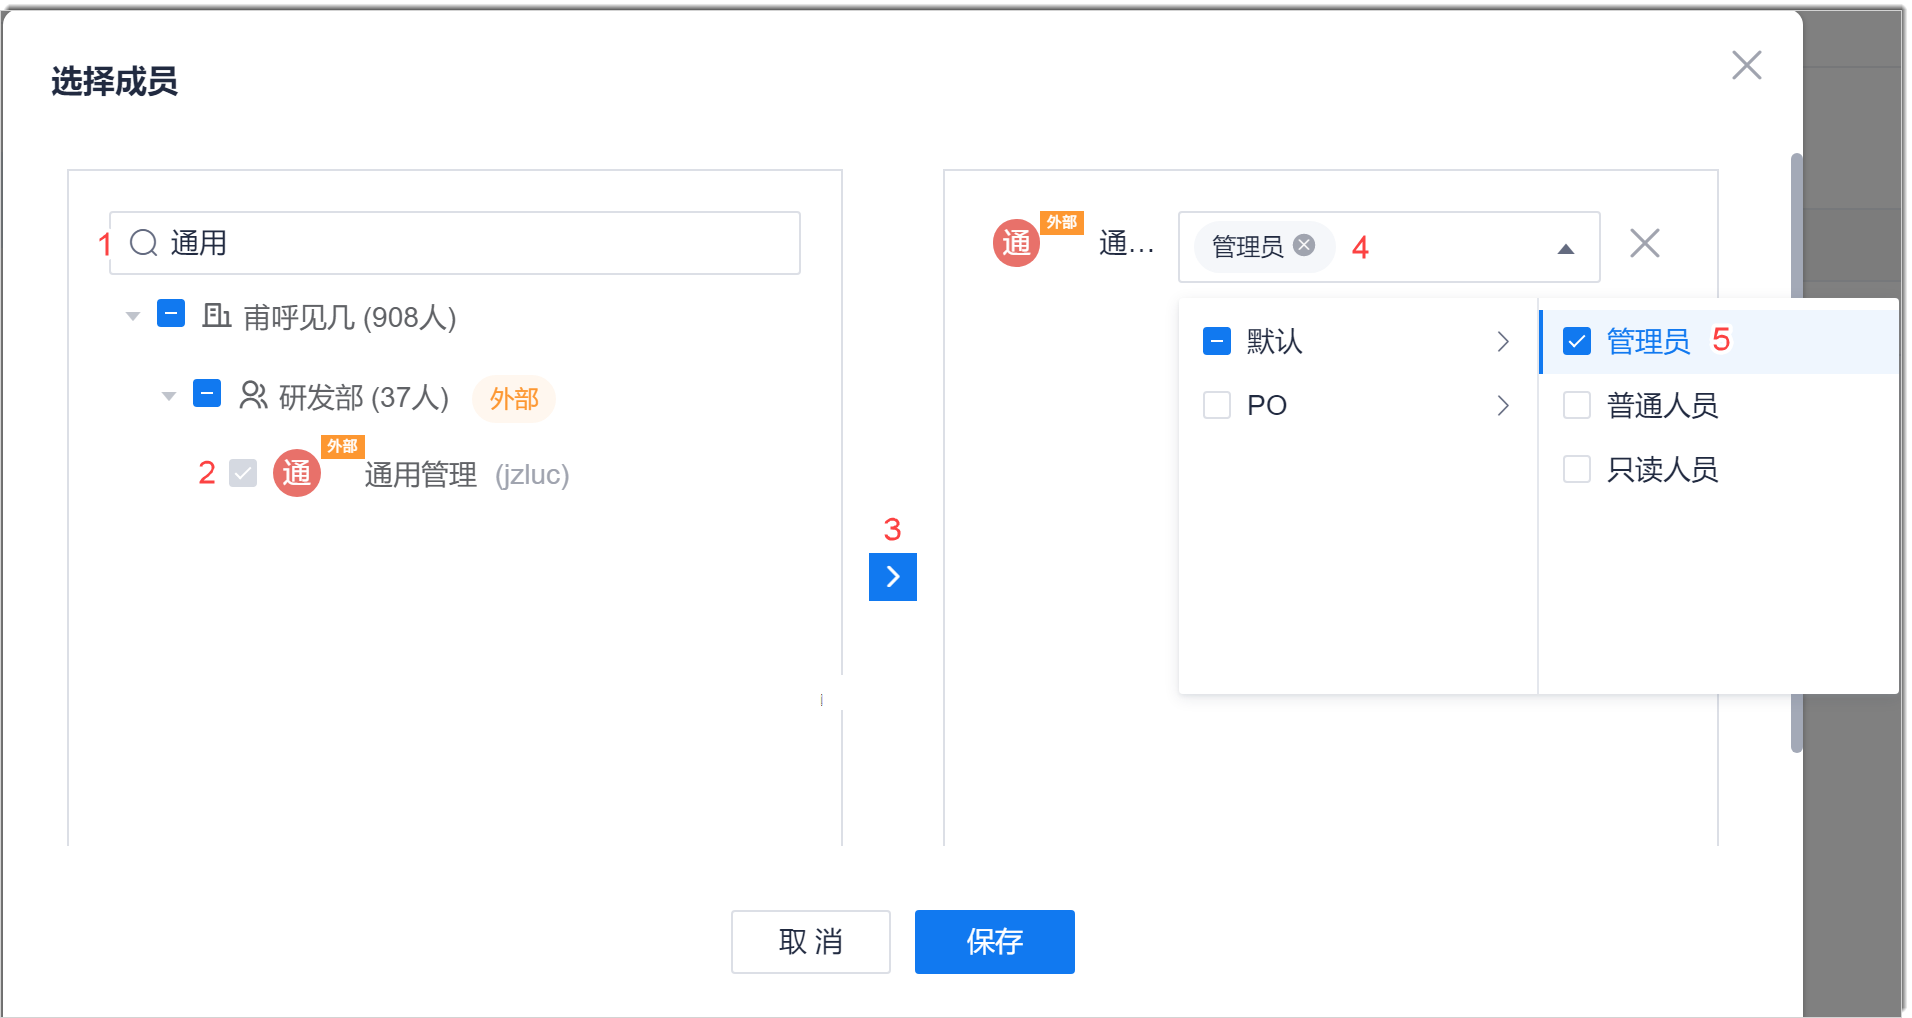 选择成员
1 通用
甫呼见几 (908人)
研发部 (37人) 外部
2 通 外部 通用管理 (jzluc)
3
通 外部 通... 管理员 4
默认
PO
管理员 5
普通人员
只读人员
取 消
保存